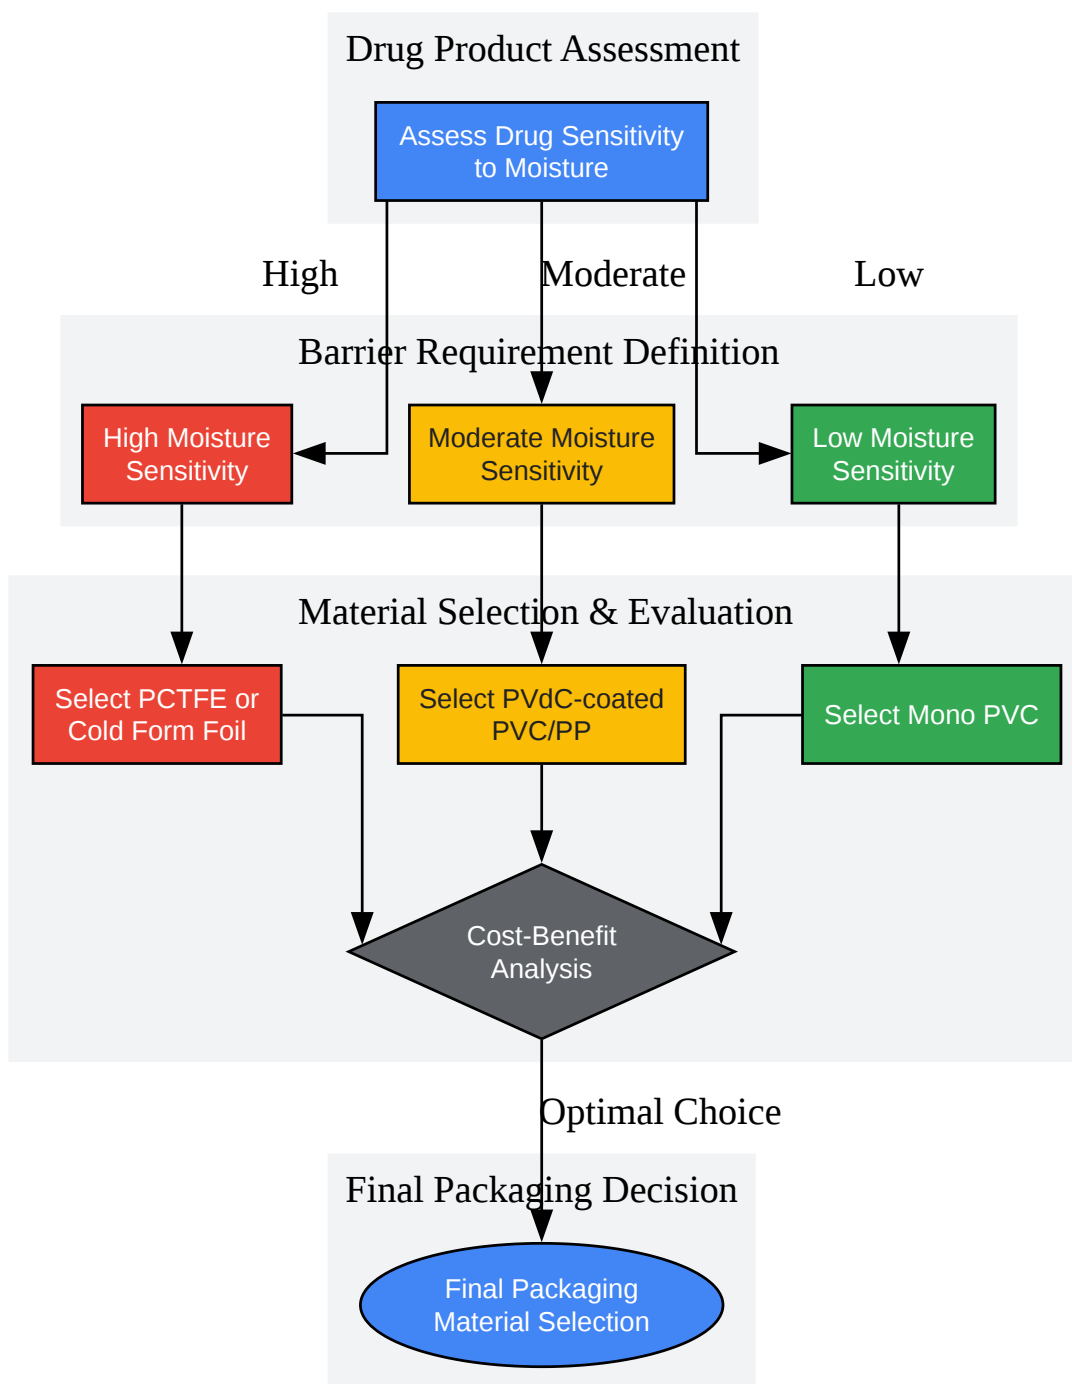 Drug Product Assessment
Assess Drug Sensitivity
to Moisture
High
Moderate
Low
Barrier Requirement Definition
High Moisture
Sensitivity
Moderate Moisture
Sensitivity
Low Moisture
Sensitivity
Material Selection & Evaluation
Select PCTFE or
Cold Form Foil
Select PVdC-coated
PVC/PP
Select Mono PVC
Cost-Benefit
Analysis
Optimal Choice
Final Packaging Decision
Final Packaging
Material Selection